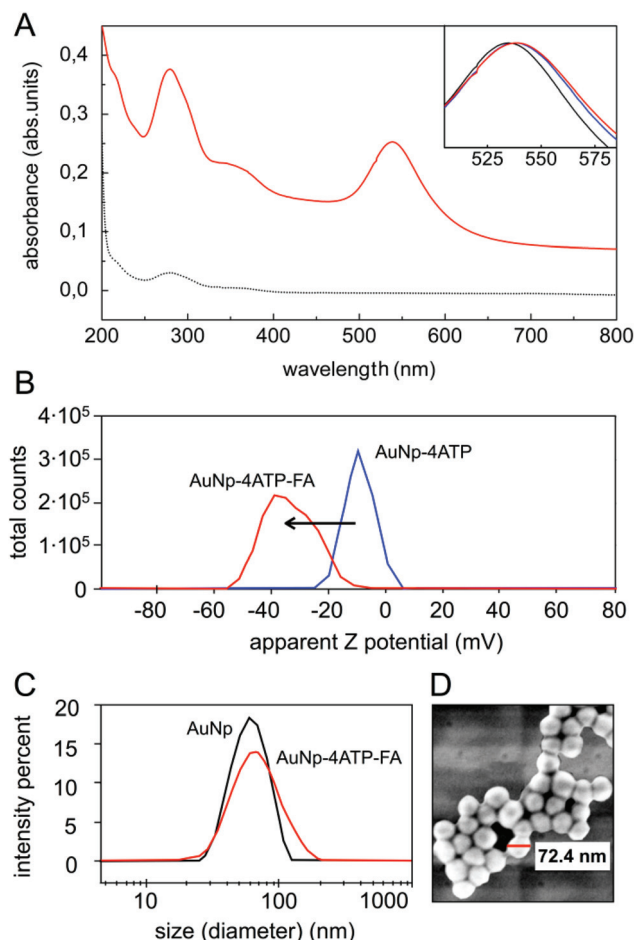 A
0,4
0,3
0,2
0,1
0,0
absorbance (abs.units)
200 300 400 500 600 700 800
wavelength (nm)
525 550 575
B
4·10⁵
3·10⁵
2·10⁵
1·10⁵
0
total counts
AuNp-4ATP-FA
AuNp-4ATP
-80 -60 -40 -20 0 20 40 60 80
apparent Z potential (mV)
C
20
15
10
5
0
intensity percent
AuNp
AuNp-4ATP-FA
10 100 1000
size (diameter) (nm)
D
72.4 nm